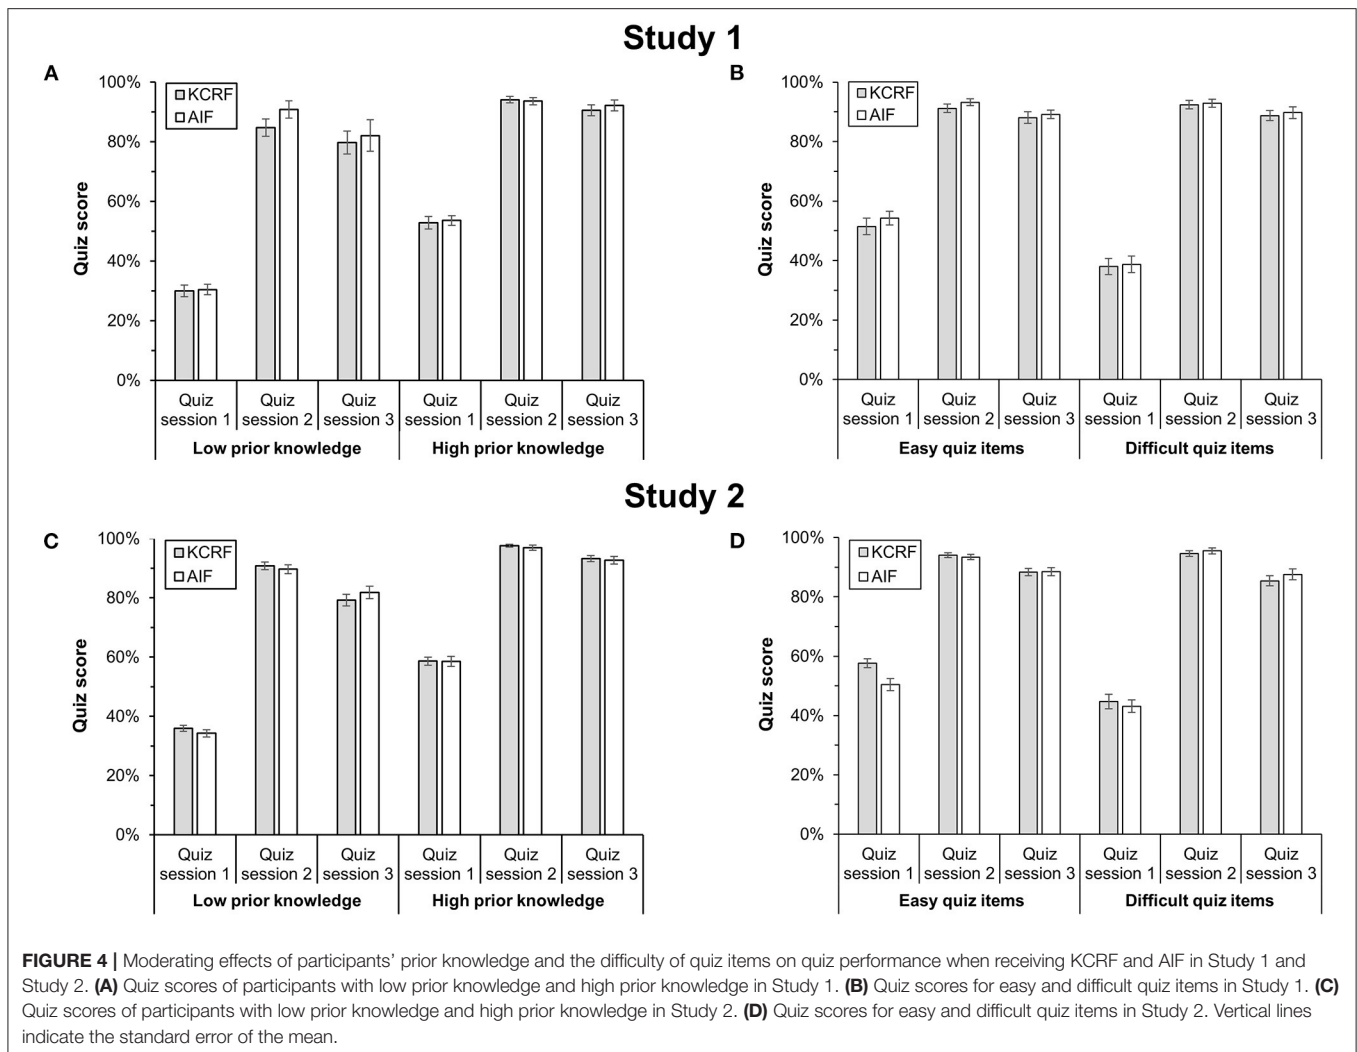 Study 1
A
100%
80%
60%
40%
20%
0%
Quiz score
KCRF
AIF
Quiz Quiz Quiz Quiz Quiz Quiz
session 1 session 2 session 3 session 1 session 2 session 3
Low prior knowledge High prior knowledge
B
100%
80%
60%
40%
20%
0%
Quiz score
KCRF
AIF
Quiz Quiz Quiz Quiz Quiz Quiz
session 1 session 2 session 3 session 1 session 2 session 3
Easy quiz items Difficult quiz items
Study 2
C
100%
80%
60%
40%
20%
0%
Quiz score
KCRF
AIF
Quiz Quiz Quiz Quiz Quiz Quiz
session 1 session 2 session 3 session 1 session 2 session 3
Low prior knowledge High prior knowledge
D
100%
80%
60%
40%
20%
0%
Quiz score
KCRF
AIF
Quiz Quiz Quiz Quiz Quiz Quiz
session 1 session 2 session 3 session 1 session 2 session 3
Easy quiz items Difficult quiz items
FIGURE 4 | Moderating effects of participants' prior knowledge and the difficulty of quiz items on quiz performance when receiving KCRF and AIF in Study 1 and
Study 2. (A) Quiz scores of participants with low prior knowledge and high prior knowledge in Study 1. (B) Quiz scores for easy and difficult quiz items in Study 1. (C)
Quiz scores of participants with low prior knowledge and high prior knowledge in Study 2. (D) Quiz scores for easy and difficult quiz items in Study 2. Vertical lines
indicate the standard error of the mean.